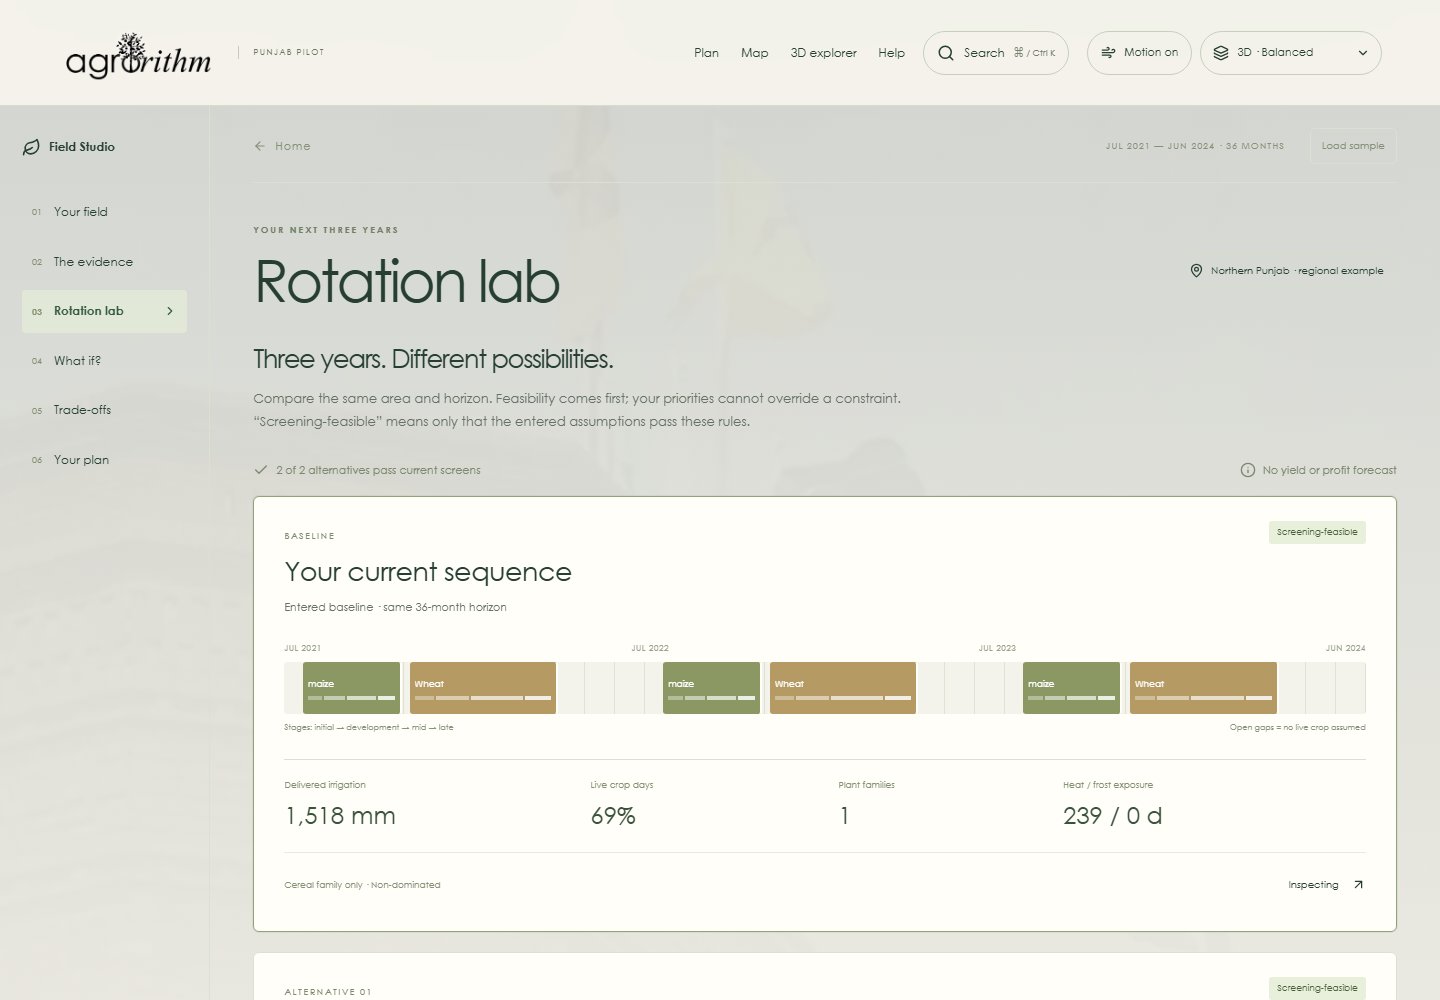 agrorithm
PUNJAB PILOT
Plan
Map
3D explorer
Help
Search ⌘ / Ctrl K
Motion on
3D · Balanced
Field Studio
01 Your field
02 The evidence
03 Rotation lab
04 What if?
05 Trade-offs
06 Your plan
Home
JUL 2021 — JUN 2024 · 36 MONTHS
Load sample
YOUR NEXT THREE YEARS
Rotation lab
Northern Punjab · regional example
Three years. Different possibilities.
Compare the same area and horizon. Feasibility comes first; your priorities cannot override a constraint.
“Screening-feasible” means only that the entered assumptions pass these rules.
2 of 2 alternatives pass current screens
No yield or profit forecast
BASELINE
Screening-feasible
Your current sequence
Entered baseline · same 36-month horizon
JUL 2021 JUL 2022 JUL 2023 JUN 2024
maize Wheat maize Wheat maize Wheat
Stages: initial → development → mid → late
Open gaps = no live crop assumed
Delivered irrigation Live crop days Plant families Heat / frost exposure
1,518 mm 69% 1 239 / 0 d
Cereal family only · Non-dominated
Inspecting
ALTERNATIVE 01
Screening-feasible